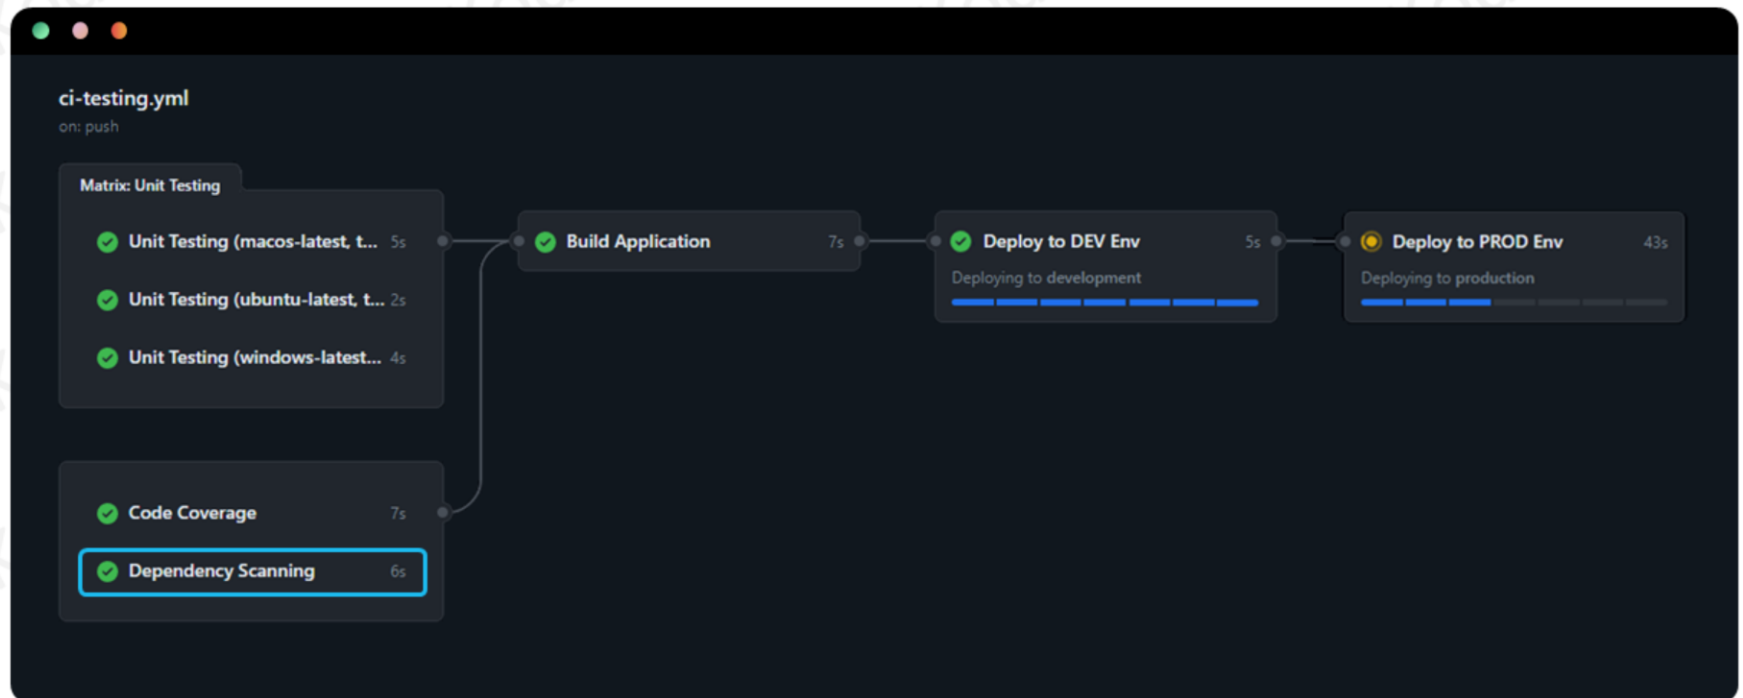 ci-testing.yml
on: push
Matrix: Unit Testing
Unit Testing (macos-latest, t... 5s
Unit Testing (ubuntu-latest, t... 2s
Unit Testing (windows-latest... 4s
Build Application 7s
Deploy to DEV Env 5s
Deploying to development
Deploy to PROD Env 43s
Deploying to production
Code Coverage 7s
Dependency Scanning 6s